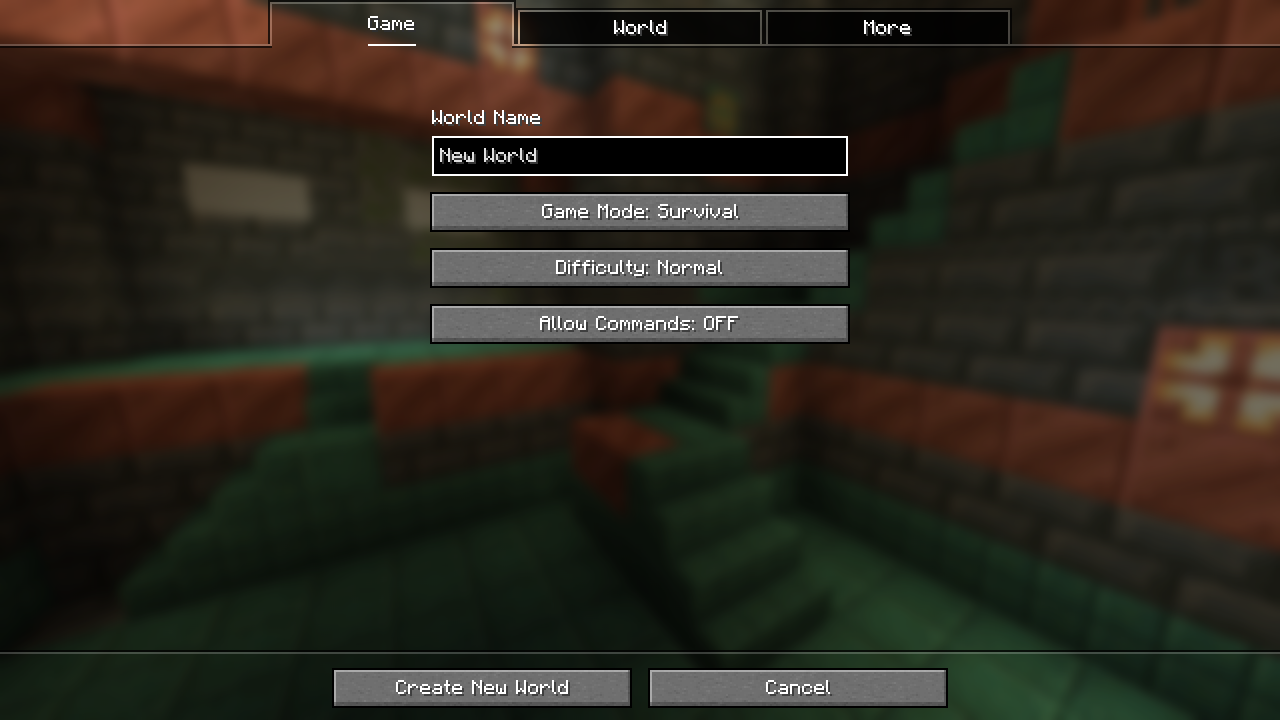 Game
World
More
World Name
New World
Game Mode: Survival
Difficulty: Normal
Allow Commands: OFF
Create New World
Cancel